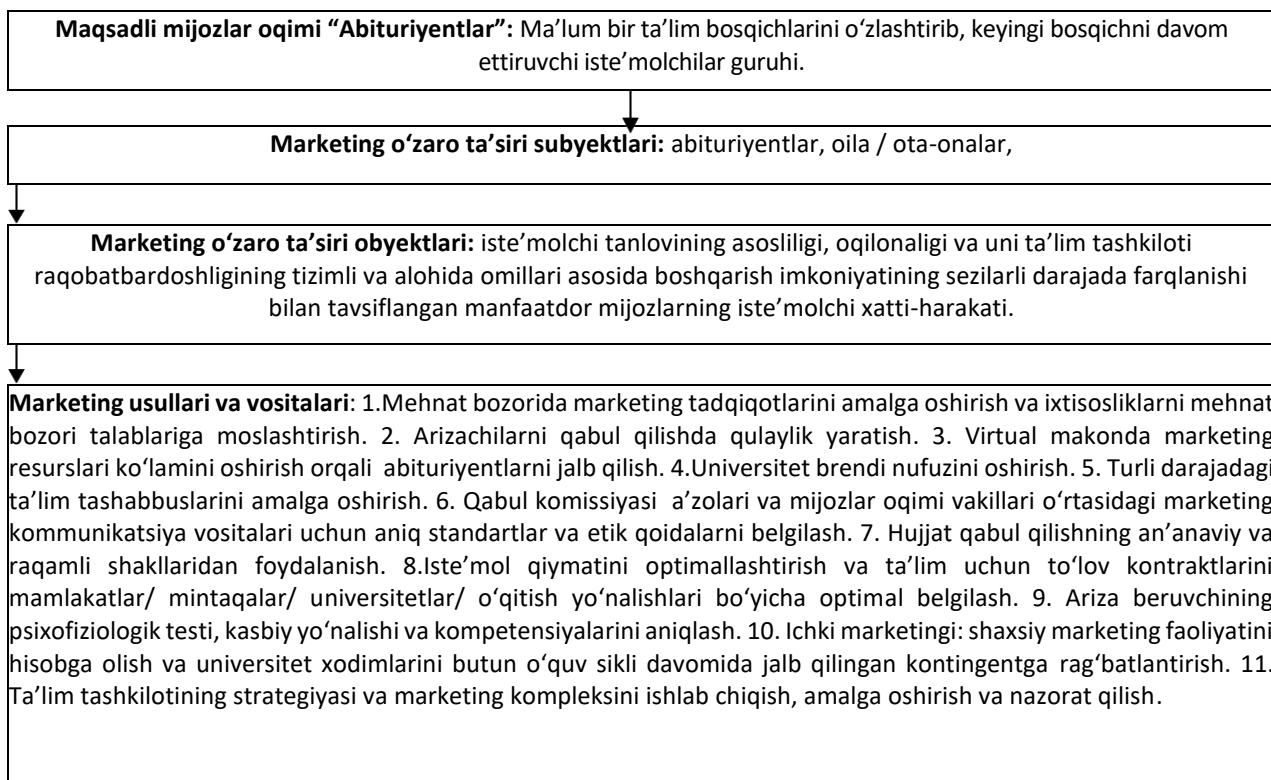 Maqsadli mijozlar oqimi “Abituriyentlar”: Ma’lum bir ta’lim bosqichlarini o‘zlashtirib, keyingi bosqichni davom
ettiruvchi iste’molchilar guruhi.
Marketing o‘zaro ta’siri subyektlari: abituriyentlar, oila / ota-onalar,
Marketing o‘zaro ta’siri obyektlari: iste’molchi tanlovining asosliligi, oqilonaligi va uni ta’lim tashkiloti
raqobatbardoshligining tizimli va alohida omillari asosida boshqarish imkoniyatining sezilarli darajada farqlanishi
bilan tavsiflangan manfaatdor mijozlarning iste’molchi xatti-harakati.
Marketing usullari va vositalari: 1.Mehnat bozorida marketing tadqiqotlarini amalga oshirish va ixtisosliklarni mehnat
bozori talablariga moslashtirish. 2. Arizachilarni qabul qilishda qulaylik yaratish. 3. Virtual makonda marketing
resurslari ko‘lamini oshirish orqali abituriyentlarni jalb qilish. 4.Universitet brendi nufuzini oshirish. 5. Turli darajadagi
ta’lim tashabbuslarini amalga oshirish. 6. Qabul komissiyasi a’zolari va mijozlar oqimi vakillari o‘rtasidagi marketing
kommunikatsiya vositalari uchun aniq standartlar va etik qoidalarni belgilash. 7. Hujjat qabul qilishning an’anaviy va
raqamli shakllaridan foydalanish. 8.Iste’mol qiymatini optimallashtirish va ta’lim uchun to‘lov kontraktlarini
mamlakatlar/ mintaqalar/ universitetlar/ o‘qitish yo‘nalishlari bo‘yicha optimal belgilash. 9. Ariza beruvchining
psixofiziologik testi, kasbiy yo‘nalishi va kompetensiyalarini aniqlash. 10. Ichki marketingi: shaxsiy marketing faoliyatini
hisobga olish va universitet xodimlarini butun o‘quv sikli davomida jalb qilingan kontingentga rag‘batlantirish. 11.
Ta’lim tashkilotining strategiyasi va marketing kompleksini ishlab chiqish, amalga oshirish va nazorat qilish.